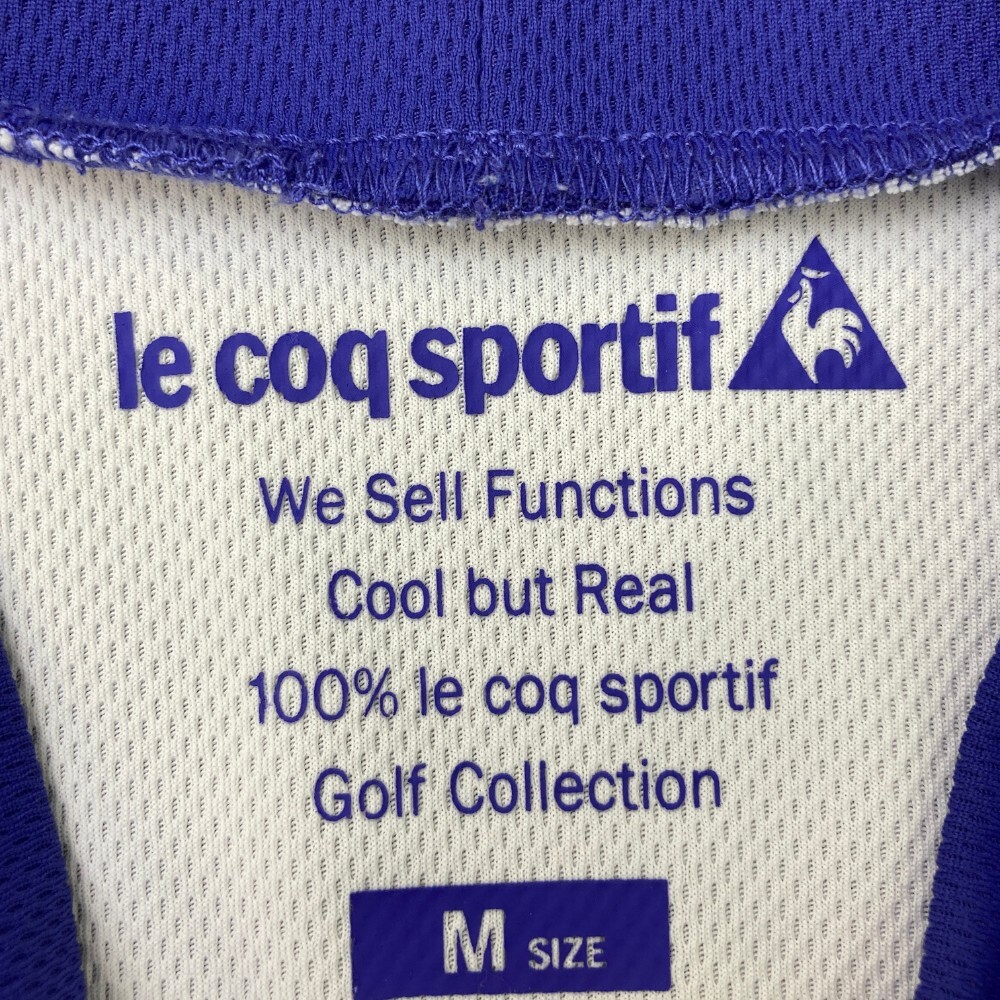 le coq sportif
We Sell Functions
Cool but Real
100% le coq sportif
Golf Collection
M SIZE